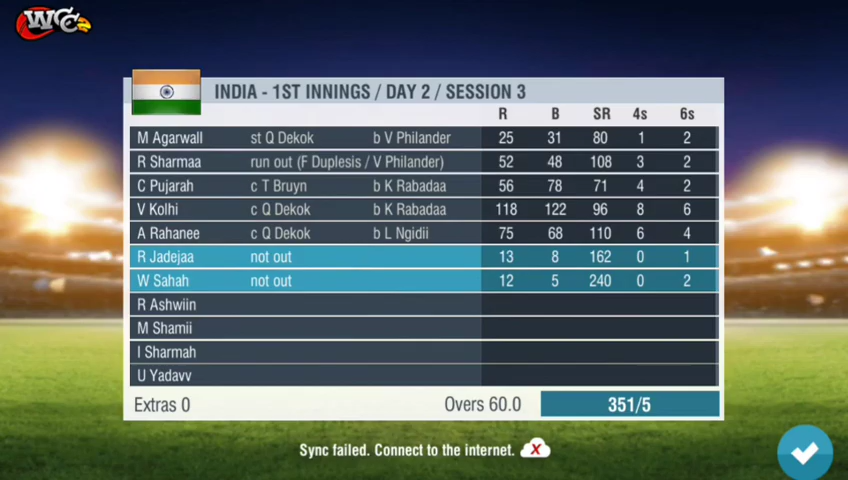 WCC
INDIA - 1ST INNINGS / DAY 2 / SESSION 3
R B SR 4s 6s
M Agarwall st Q Dekok b V Philander 25 31 80 1 2
R Sharmaa run out (F Duplesis / V Philander) 52 48 108 3 2
C Pujarah c T Bruyn b K Rabadaa 56 78 71 4 2
V Kolhi c Q Dekok b K Rabadaa 118 122 96 8 6
A Rahanee c Q Dekok b L Ngidii 75 68 110 6 4
R Jadejaa not out 13 8 162 0 1
W Sahah not out 12 5 240 0 2
R Ashwiin
M Shamii
I Sharmah
U Yadavv
Extras 0 Overs 60.0 351/5
Sync failed. Connect to the internet. X